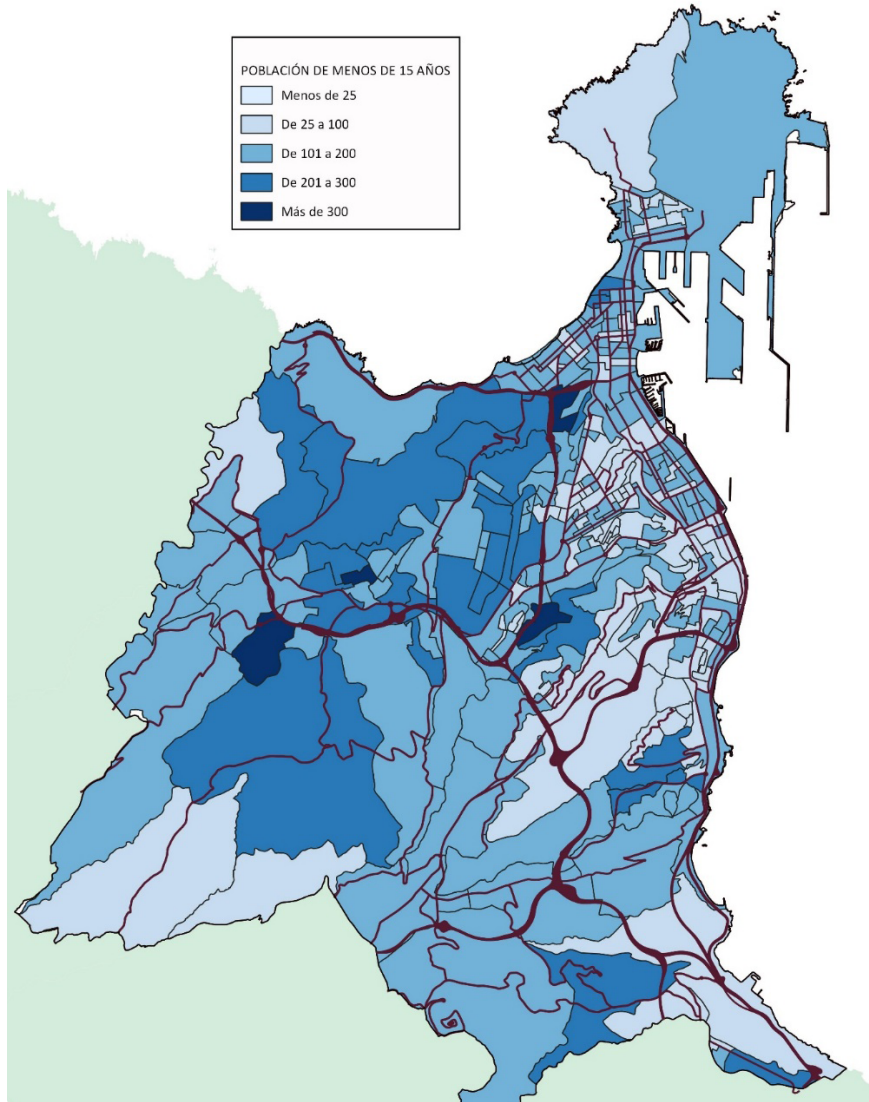 POBLACIÓN DE MENOS DE 15 AÑOS
Menos de 25
De 25 a 100
De 101 a 200
De 201 a 300
Más de 300